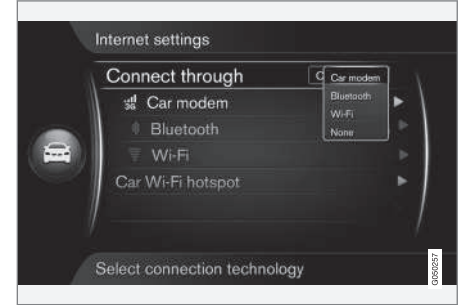 Internet settings
Connect through
Car modem
Bluetooth
Wi-Fi
None
3G Car modem
Bluetooth
Wi-Fi
Car Wi-Fi hotspot
Select connection technology
G050257